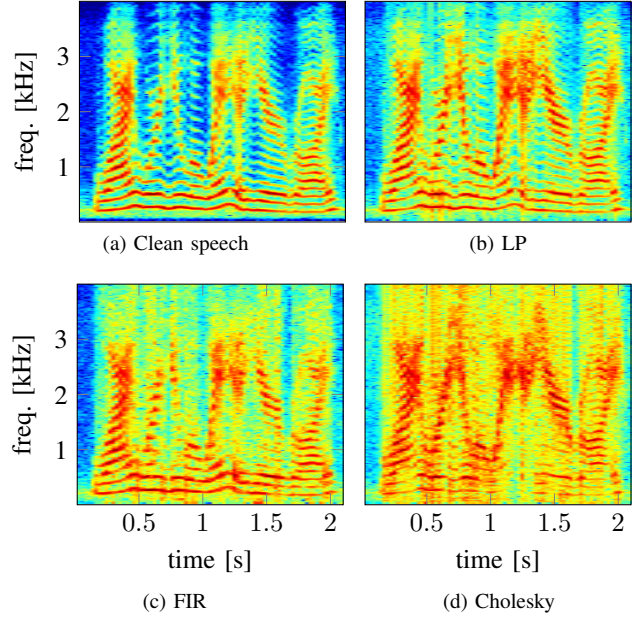 freq. [kHz]
3
2
1
(a) Clean speech
(b) LP
freq. [kHz]
3
2
1
0.5 1 1.5 2
0.5 1 1.5 2
time [s]
time [s]
(c) FIR
(d) Cholesky